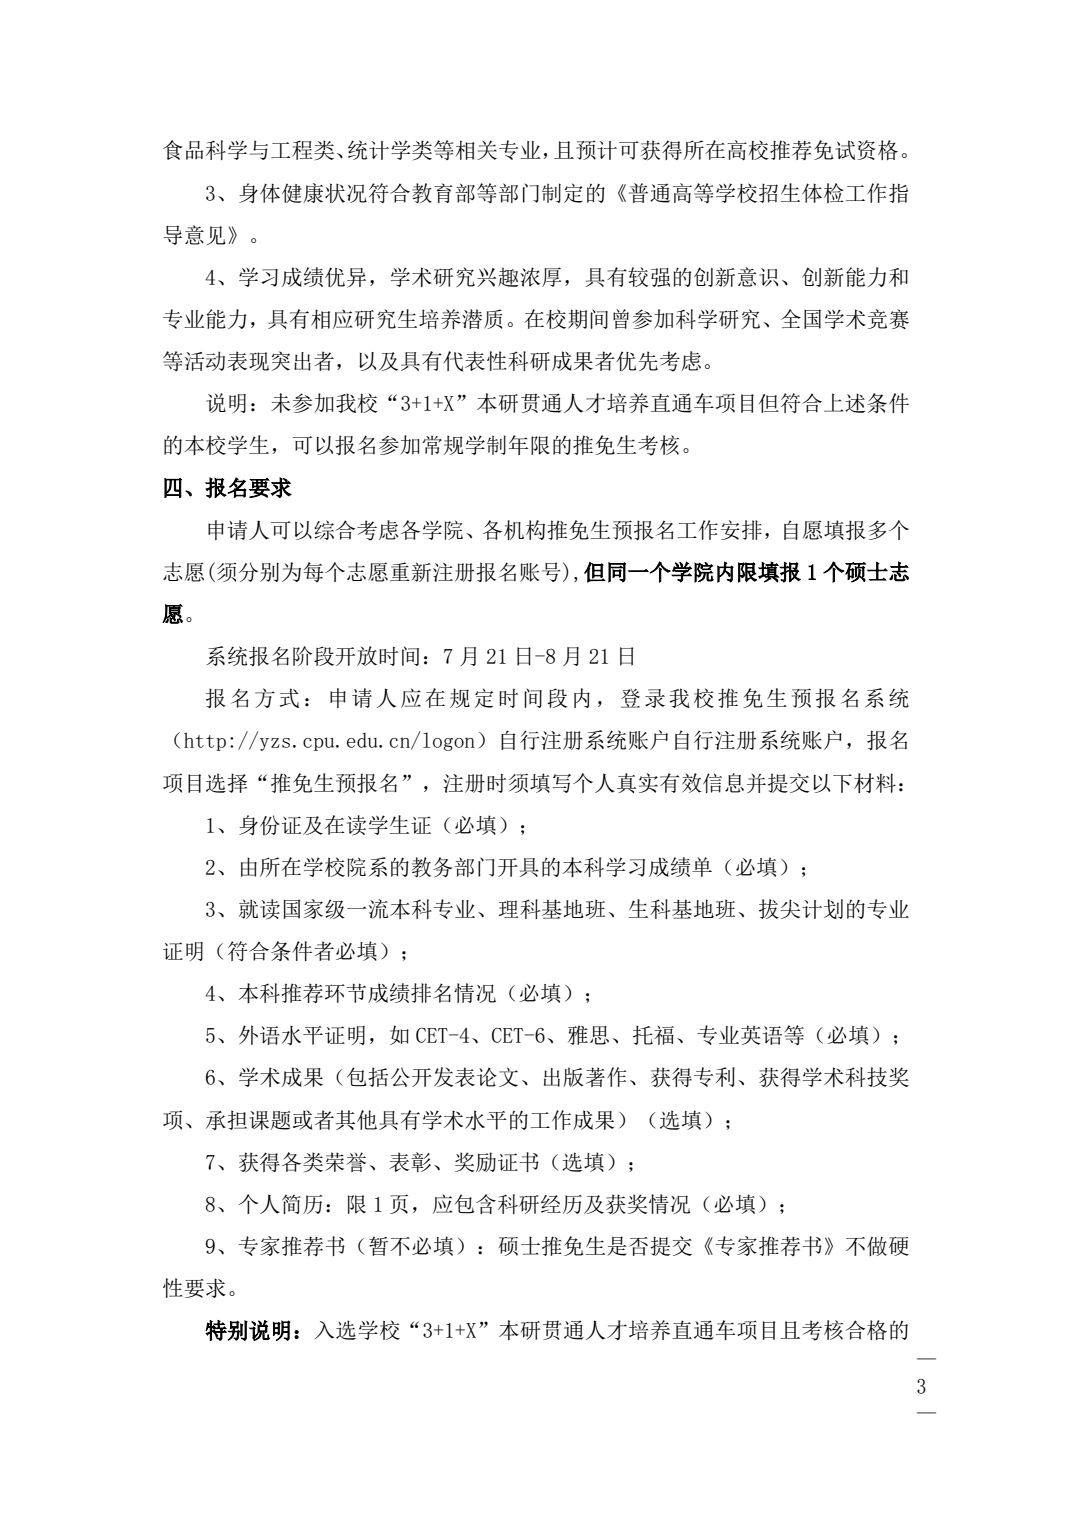 食品科学与工程类、统计学类等相关专业,且预计可获得所在高校推荐免试资格。
3、身体健康状况符合教育部等部门制定的《普通高等学校招生体检工作指
导意见》。
4、学习成绩优异，学术研究兴趣浓厚，具有较强的创新意识、创新能力和
专业能力，具有相应研究生培养潜质。在校期间曾参加科学研究、全国学术竞赛
等活动表现突出者，以及具有代表性科研成果者优先考虑。
说明：未参加我校“3+1+X”本研贯通人才培养直通车项目但符合上述条件
的本校学生，可以报名参加常规学制年限的推免生考核。
四、报名要求
申请人可以综合考虑各学院、各机构推免生预报名工作安排，自愿填报多个
志愿(须分别为每个志愿重新注册报名账号),但同一个学院内限填报 1 个硕士志
愿。
系统报名阶段开放时间：7 月 21 日-8 月 21 日
报名方式：申请人应在规定时间段内，登录我校推免生预报名系统
（http://yzs.cpu.edu.cn/logon）自行注册系统账户自行注册系统账户，报名
项目选择“推免生预报名”，注册时须填写个人真实有效信息并提交以下材料：
1、身份证及在读学生证（必填）；
2、由所在学校院系的教务部门开具的本科学习成绩单（必填）；
3、就读国家级一流本科专业、理科基地班、生科基地班、拔尖计划的专业
证明（符合条件者必填）；
4、本科推荐环节成绩排名情况（必填）；
5、外语水平证明，如 CET-4、CET-6、雅思、托福、专业英语等（必填）；
6、学术成果（包括公开发表论文、出版著作、获得专利、获得学术科技奖
项、承担课题或者其他具有学术水平的工作成果）（选填）；
7、获得各类荣誉、表彰、奖励证书（选填）；
8、个人简历：限 1 页，应包含科研经历及获奖情况（必填）；
9、专家推荐书（暂不必填）：硕士推免生是否提交《专家推荐书》不做硬
性要求。
特别说明：入选学校“3+1+X”本研贯通人才培养直通车项目且考核合格的
—
3
—